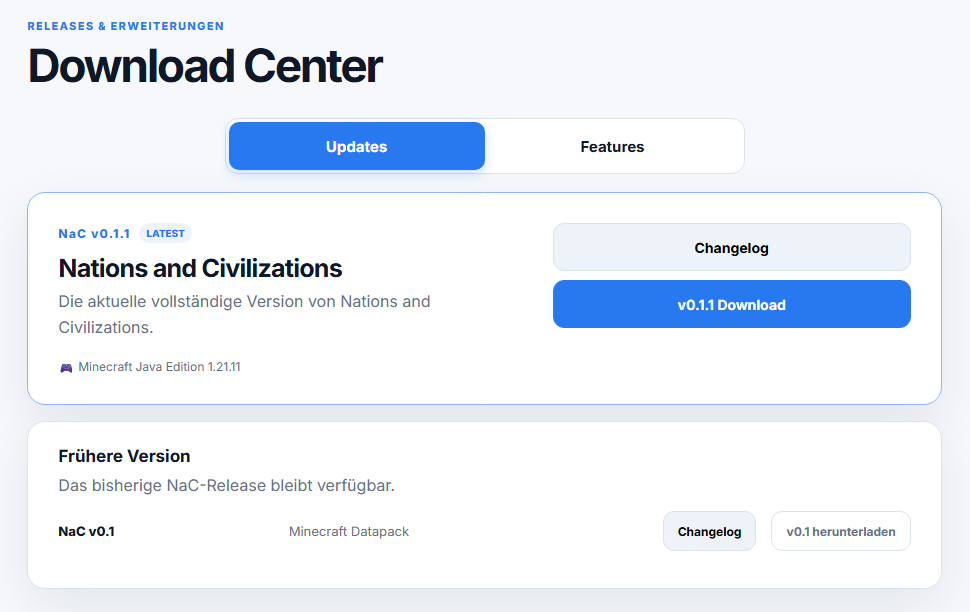 RELEASES & ERWEITERUNGEN
Download Center
Updates
Features
NaC v0.1.1 LATEST
Nations and Civilizations
Die aktuelle vollständige Version von Nations and
Civilizations.
Minecraft Java Edition 1.21.11
Changelog
v0.1.1 Download
Frühere Version
Das bisherige NaC-Release bleibt verfügbar.
NaC v0.1
Minecraft Datapack
Changelog
v0.1 herunterladen